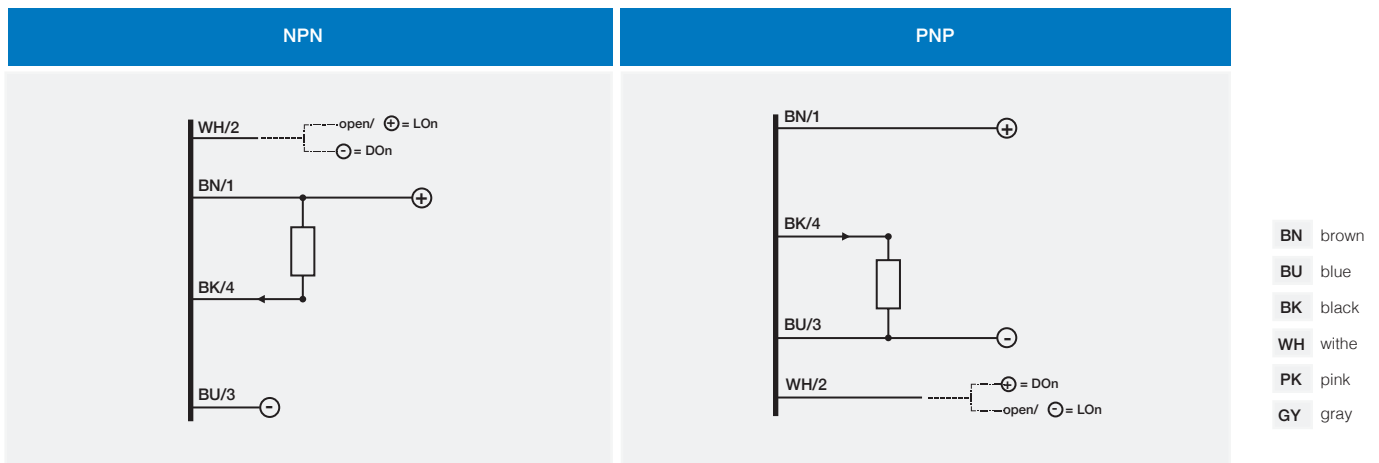 NPN
WH/2
open/ + = LOn
- = DOn
BN/1
+
BK/4
BU/3
-
PNP
BN/1
+
BK/4
BU/3
-
WH/2
+ = DOn
open/ - = LOn
BN brown
BU blue
BK black
WH withe
PK pink
GY gray